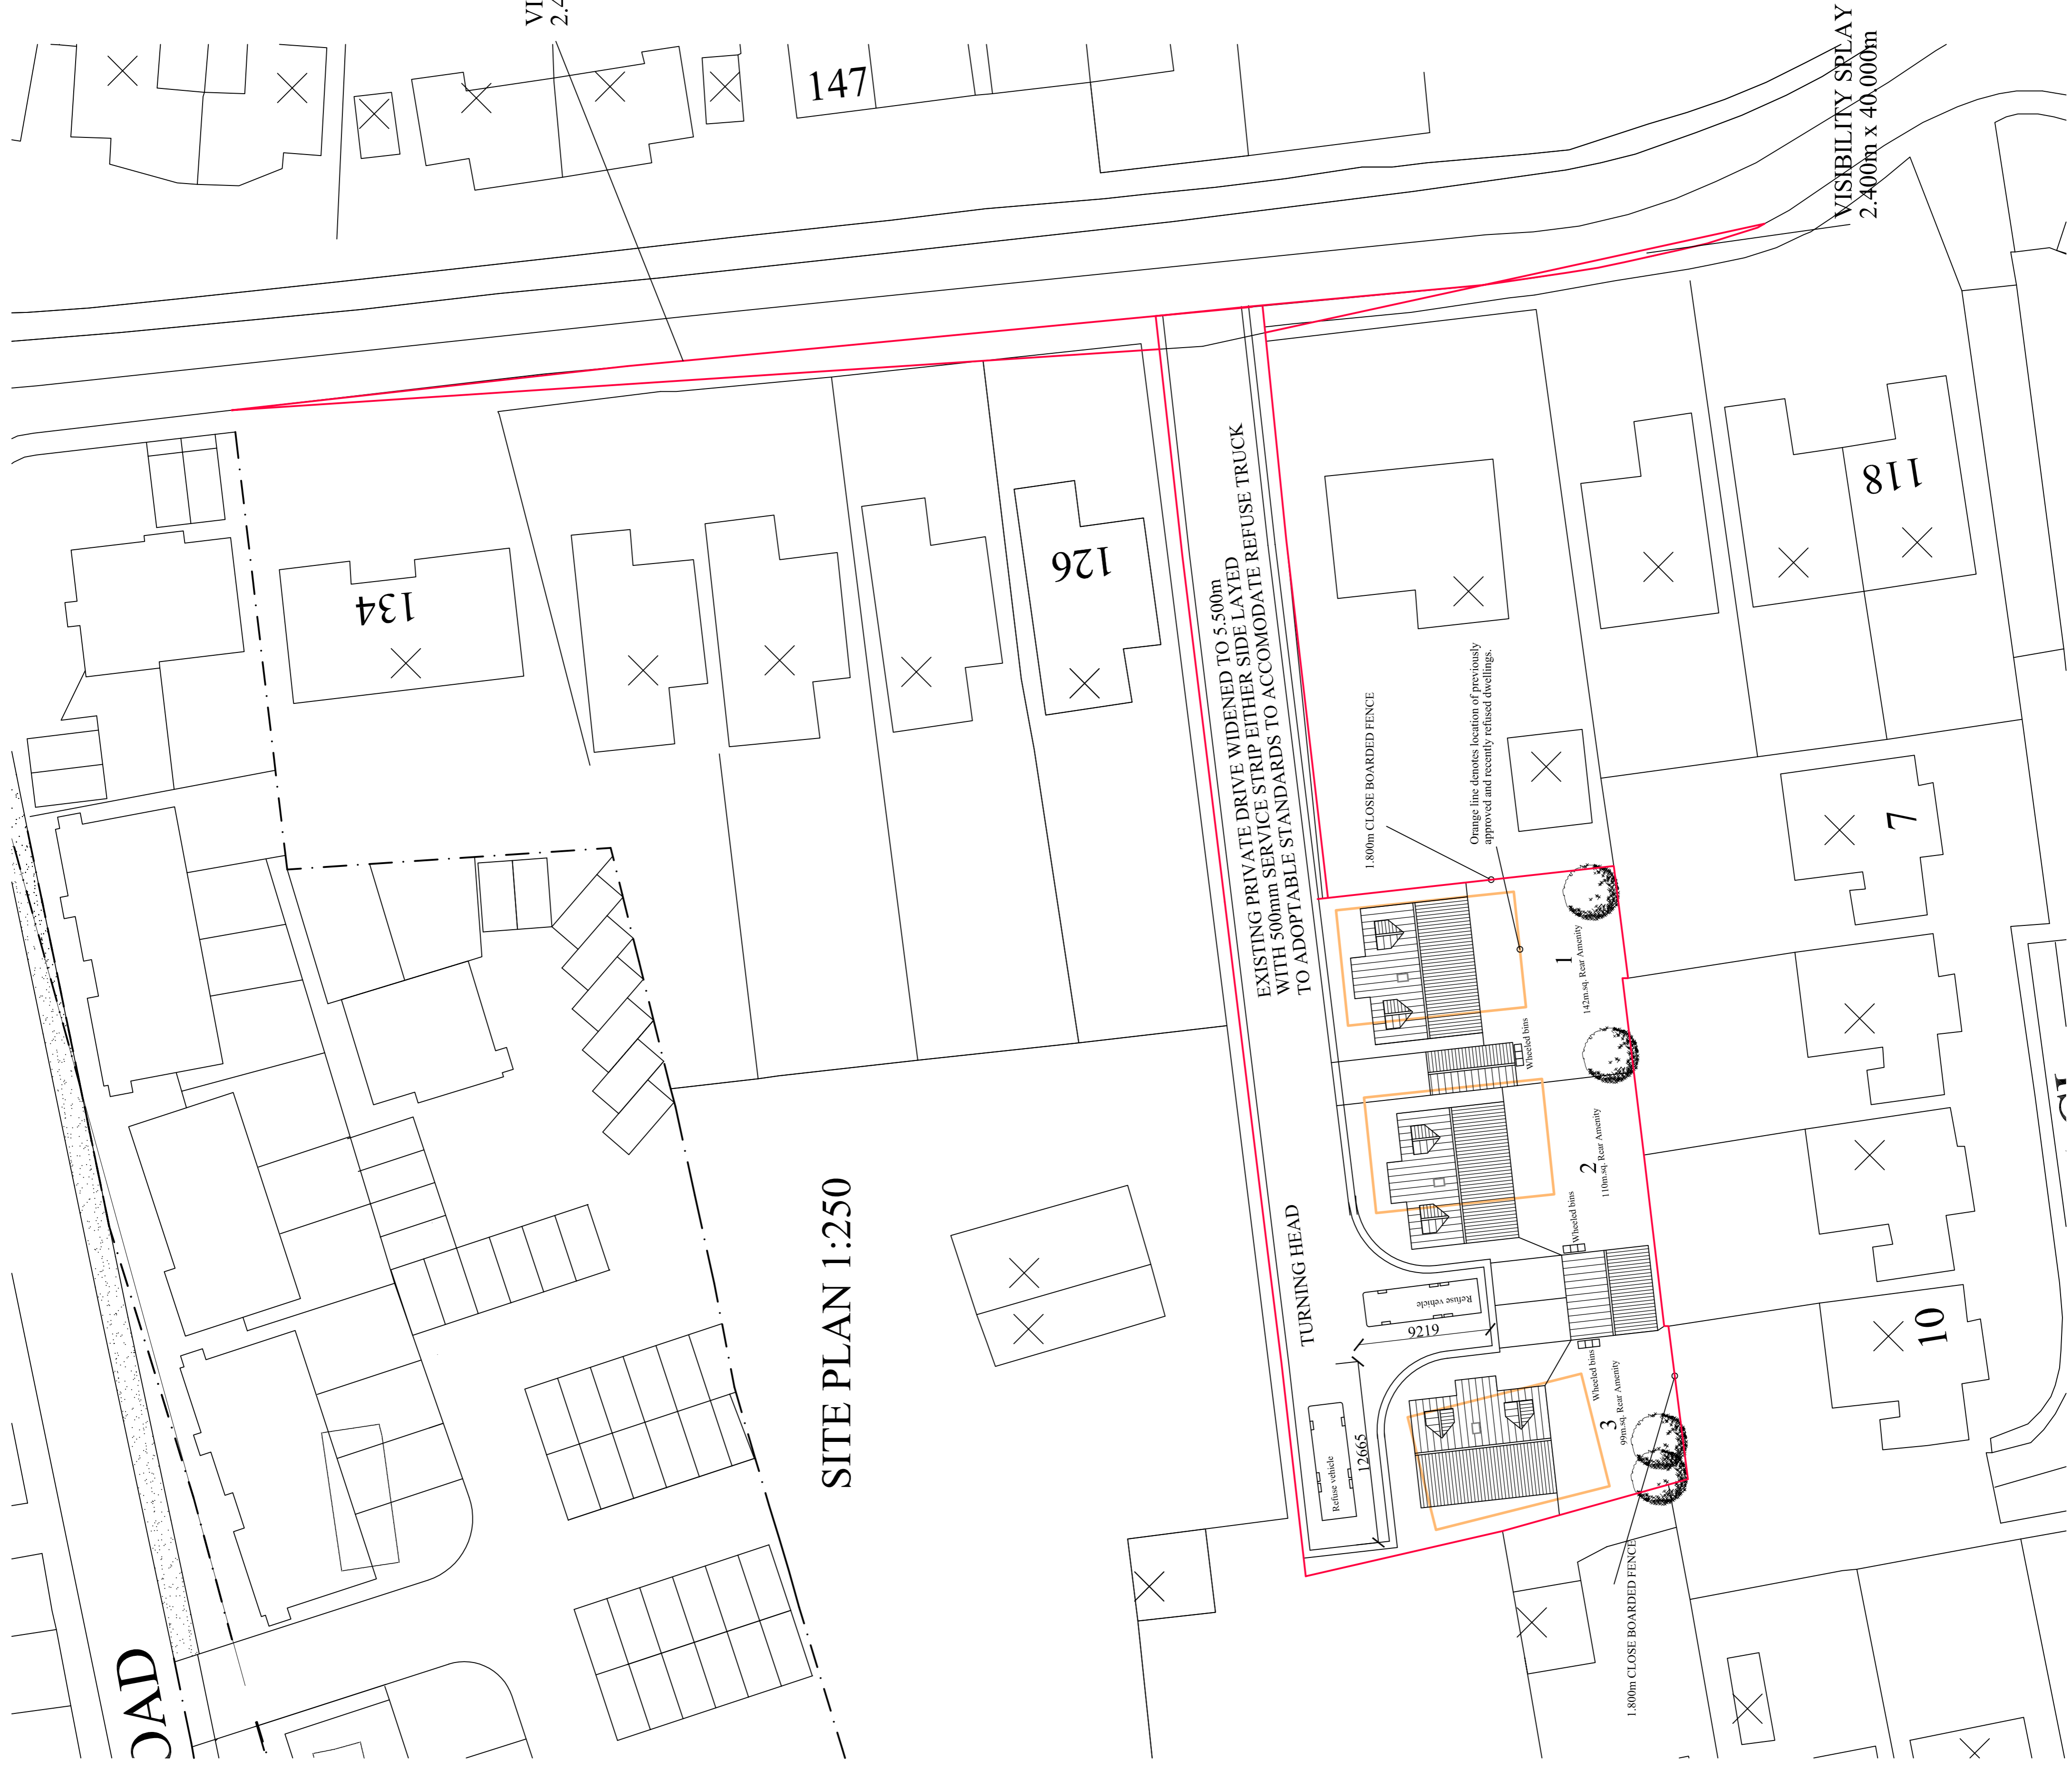 VI
2.4
147
VISIBILITY SPLAY
2.400m x 40.000m
134
126
118
EXISTING PRIVATE DRIVE WIDENED TO 5.500m
WITH 500mm SERVICE STRIP EITHER SIDE LAYED
TO ADOPTABLE STANDARDS TO ACCOMODATE REFUSE TRUCK
1.800m CLOSE BOARDED FENCE
Orange line denotes location of previously
approved and recently refused dwellings.
7
1
142m.sq. Rear Amenity
Wheeled bins
2
110m.sq. Rear Amenity
Wheeled bins
TURNING HEAD
Refuse vehicle
9219
Refuse vehicle
12665
Wheeled bins
3
99m.sq. Rear Amenity
10
1.800m CLOSE BOARDED FENCE
SITE PLAN 1:250
OAD